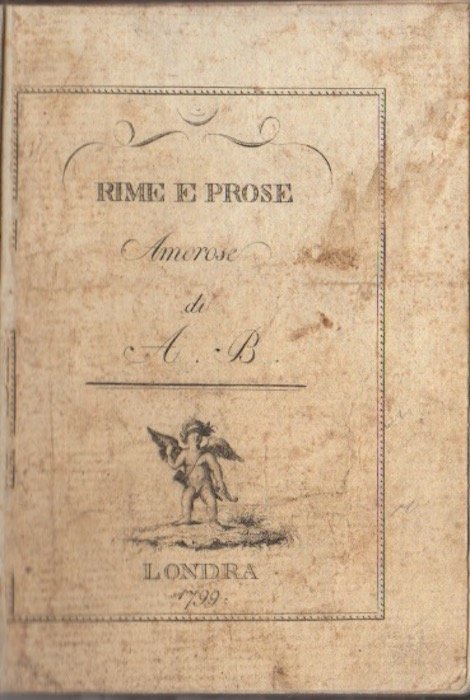 RIME E PROSE
Amorose
di
A. B.
LONDRA
1799.